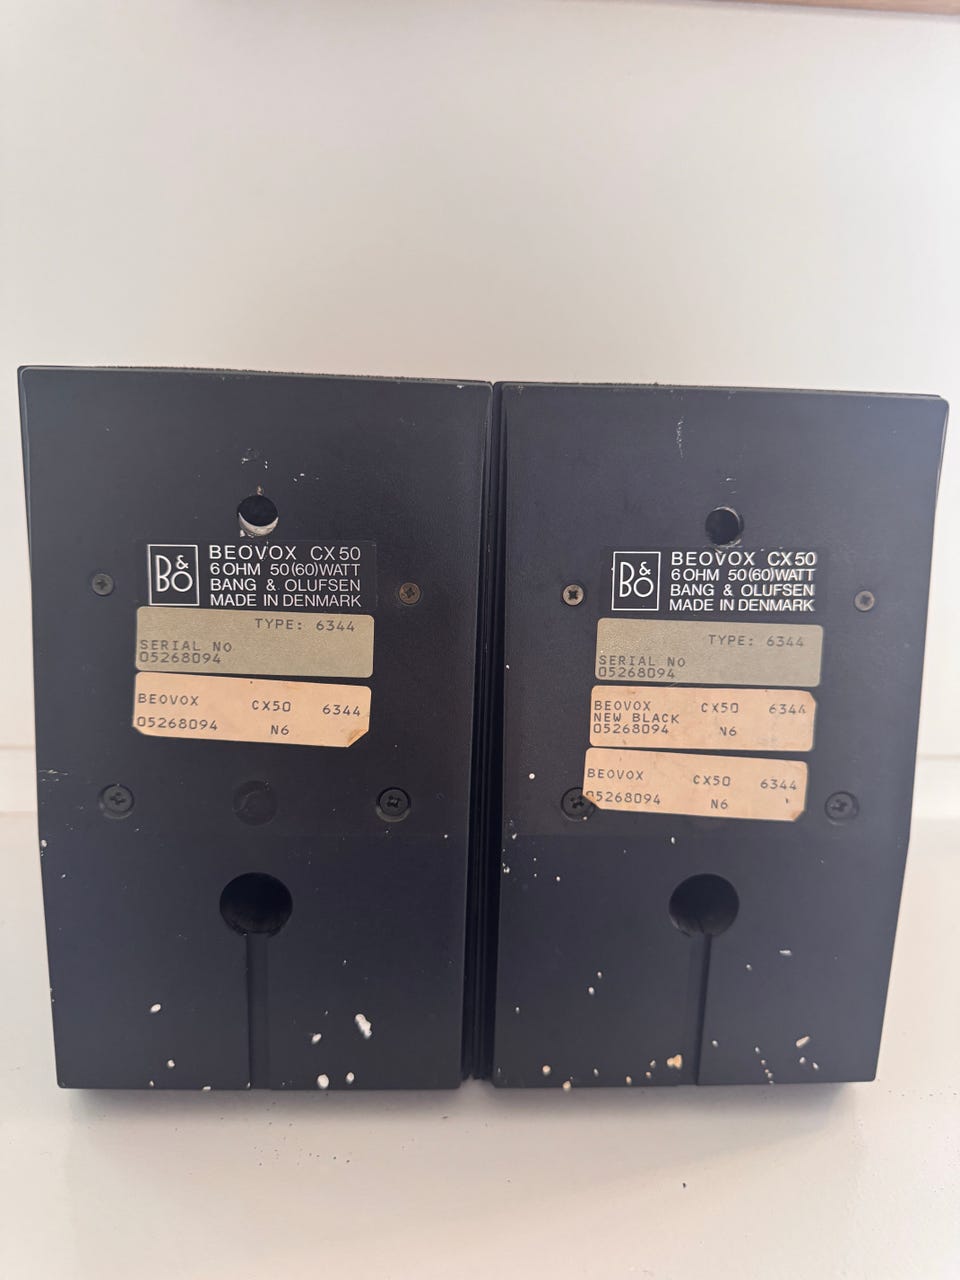 B&O
BEOVOX CX50
6 OHM 50(60)WATT
BANG & OLUFSEN
MADE IN DENMARK
TYPE: 6344
SERIAL NO
05268094
BEOVOX CX50 6344
05268094 N6
B&O
BEOVOX CX50
6 OHM 50(60)WATT
BANG & OLUFSEN
MADE IN DENMARK
TYPE: 6344
SERIAL NO
05268094
BEOVOX CX50 6344
NEW BLACK
05268094 N6
BEOVOX CX50 6344
05268094 N6